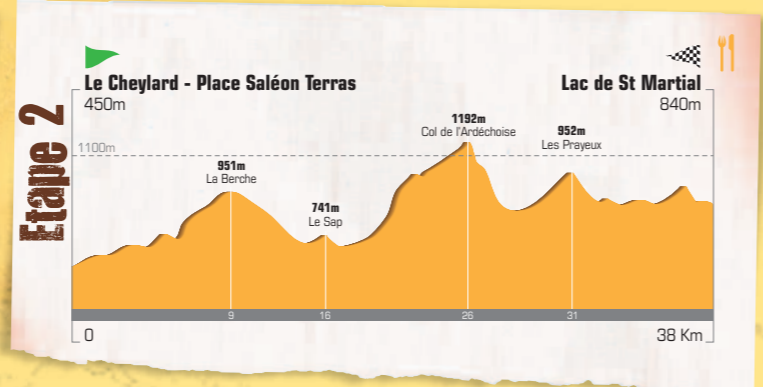 Etape 2
Le Cheylard - Place Saléon Terras
450m
Lac de St Martial
840m
1100m
951m
La Berche
741m
Le Sap
1192m
Col de l'Ardéchoise
952m
Les Prayeux
9
16
26
31
0
38 Km